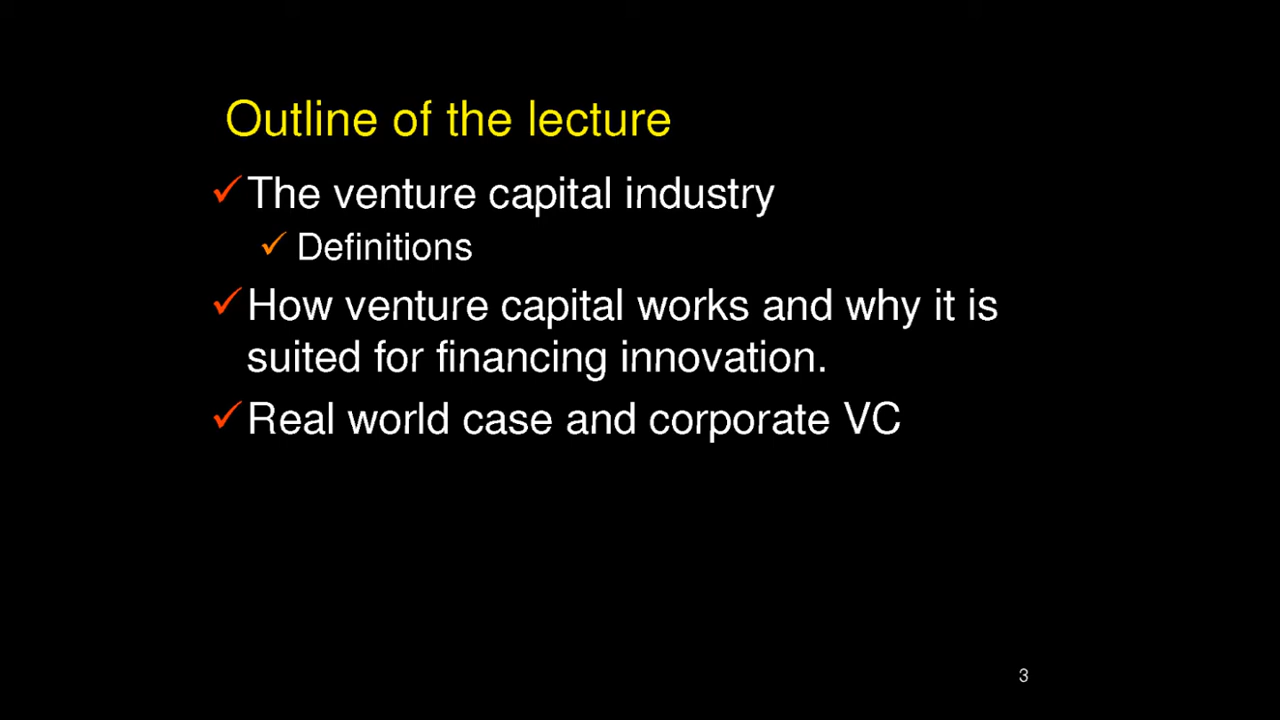 Outline of the lecture
The venture capital industry
Definitions
How venture capital works and why it is
suited for financing innovation.
Real world case and corporate VC
3